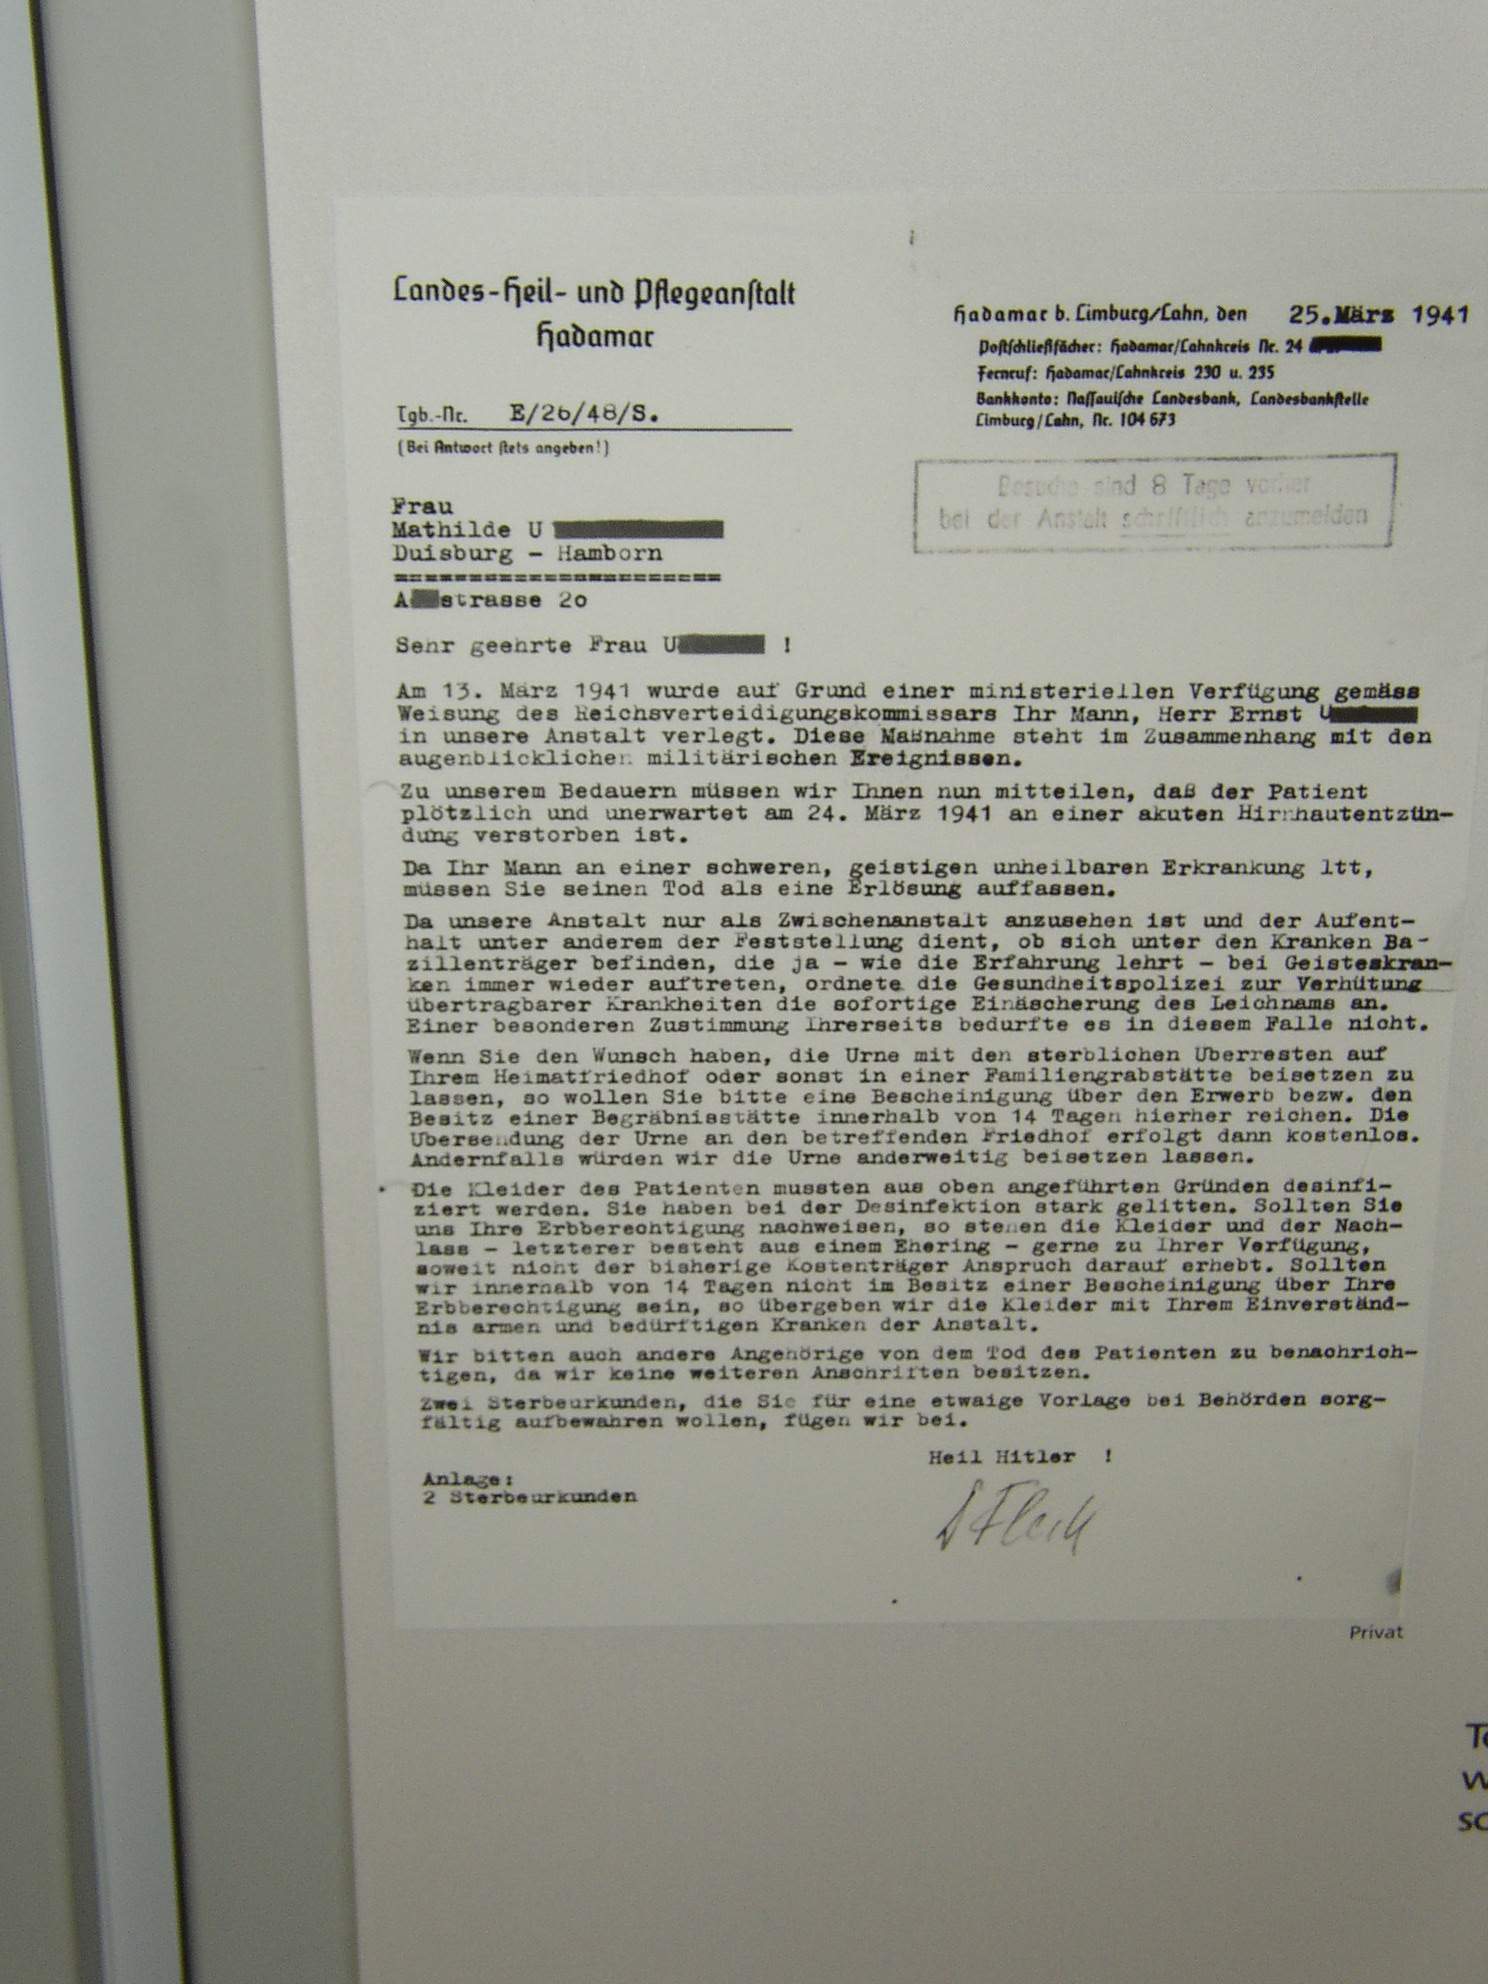 Landes-Heil- und Pflegeanstalt
Hadamar
Hadamar b. Limburg/Lahn, den 25.März 1941
Postschließfächer: Hadamar/Lahnkreis Nr. 24
Fernruf: Hadamar/Lahnkreis 230 u. 235
Bankkonto: Nassauische Landesbank, Landesbankstelle
Limburg/Lahn, Nr. 104 673
Tgb.-Nr. E/26/48/S.
(Bei Antwort stets angeben!)
Besuche sind 8 Tage vorher
bei der Anstalt schriftlich anzumelden
Frau
Mathilde U
Duisburg - Hamborn
======================
A strasse 2o
Sehr geehrte Frau U !
Am 13. März 1941 wurde auf Grund einer ministeriellen Verfügung gemäss
Weisung des Reichsverteidigungskommissars Ihr Mann, Herr Ernst U
in unsere Anstalt verlegt. Diese Maßnahme steht im Zusammenhang mit den
augenblicklichen militärischen Ereignissen.
Zu unserem Bedauern müssen wir Ihnen nun mitteilen, daß der Patient
plötzlich und unerwartet am 24. März 1941 an einer akuten Hirnhautentzün-
dung verstorben ist.
Da Ihr Mann an einer schweren, geistigen unheilbaren Erkrankung ltt,
müssen Sie seinen Tod als eine Erlösung auffassen.
Da unsere Anstalt nur als Zwischenanstalt anzusehen ist und der Aufent-
halt unter anderem der Feststellung dient, ob sich unter den Kranken Ba-
zillenträger befinden, die ja - wie die Erfahrung lehrt - bei Geisteskran-
ken immer wieder auftreten, ordnete die Gesundheitspolizei zur Verhütung
übertragbarer Krankheiten die sofortige Einäscherung des Leichnams an.
Einer besonderen Zustimmung Ihrerseits bedurfte es in diesem Falle nicht.
Wenn Sie den Wunsch haben, die Urne mit den sterblichen Uberresten auf
Ihrem Heimatfriedhof oder sonst in einer Familiengrabstätte beisetzen zu
lassen, so wollen Sie bitte eine Bescheinigung über den Erwerb bezw. den
Besitz einer Begräbnisstätte innerhalb von 14 Tagen hierher reichen. Die
Ubersendung der Urne an den betreffenden Friedhof erfolgt dann kostenlos.
Andernfalls würden wir die Urne anderweitig beisetzen lassen.
Die Kleider des Patienten mussten aus oben angeführten Gründen desinfi-
ziert werden. Sie haben bei der Desinfektion stark gelitten. Sollten Sie
uns Ihre Erbberechtigung nachweisen, so stehen die Kleider und der Nach-
lass - letzterer besteht aus einem Ehering - gerne zu Ihrer Verfügung,
soweit nicht der bisherige Kostenträger Anspruch darauf erhebt. Sollten
wir innerhalb von 14 Tagen nicht im Besitz einer Bescheinigung über Ihre
Erbberechtigung sein, so übergeben wir die Kleider mit Ihrem Einverständ-
nis armen und bedürftigen Kranken der Anstalt.
Wir bitten auch andere Angehörige von dem Tod des Patienten zu benachrich-
tigen, da wir keine weiteren Anschriften besitzen.
Zwei Sterbeurkunden, die Sie für eine etwaige Vorlage bei Behörden sorg-
fältig aufbewahren wollen, fügen wir bei.
Heil Hitler !
Anlage:
2 Sterbeurkunden
Privat